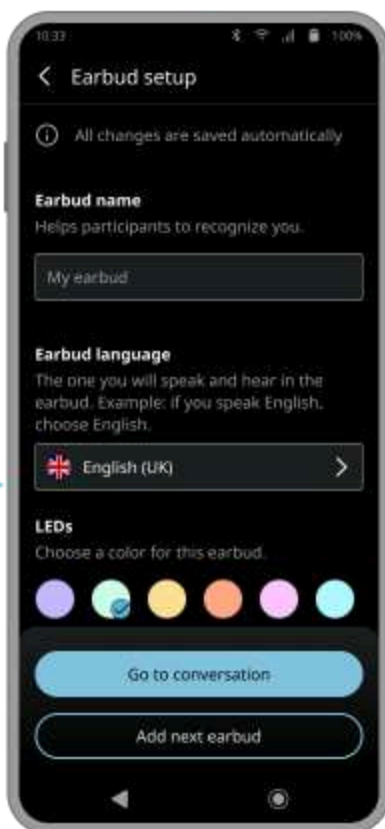 10:33
100%
Earbud setup
All changes are saved automatically
Earbud name
Helps participants to recognize you.
My earbud
Earbud language
The one you will speak and hear in the
earbud. Example: if you speak English,
choose English.
English (UK)
LEDs
Choose a color for this earbud.
Go to conversation
Add next earbud